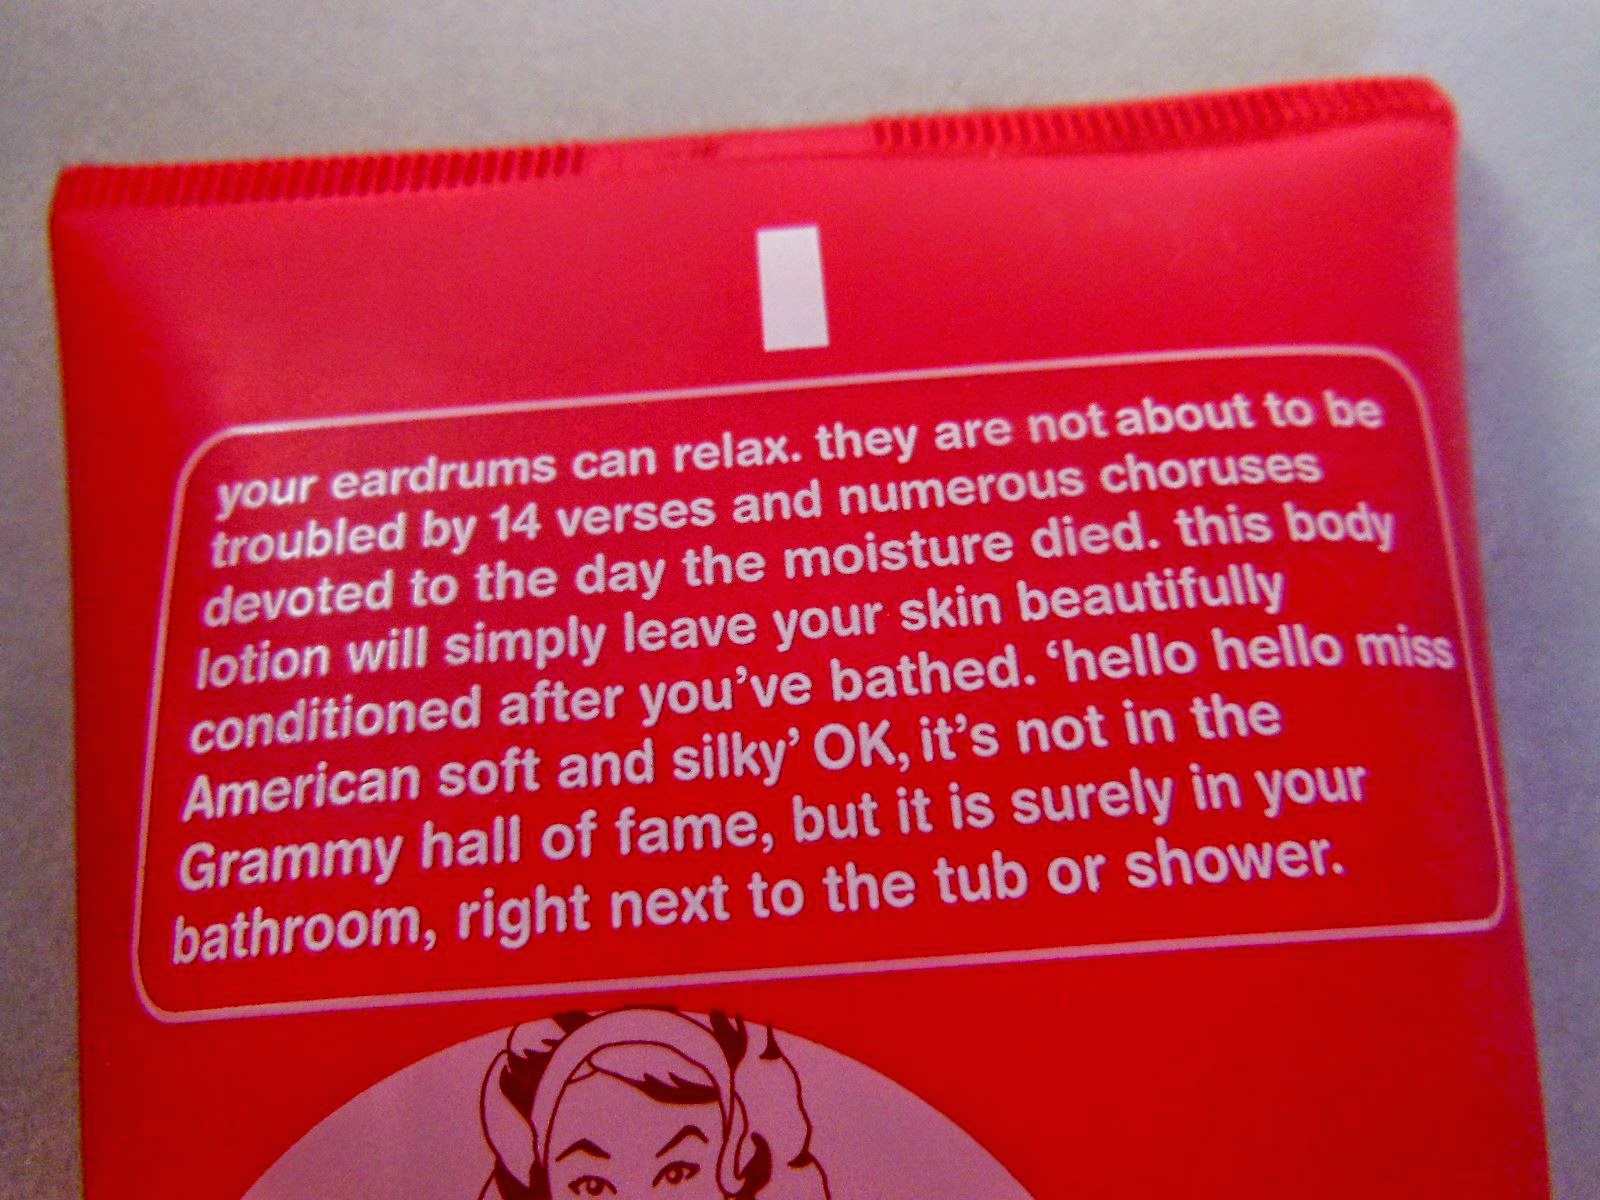 your eardrums can relax. they are not about to be
troubled by 14 verses and numerous choruses
devoted to the day the moisture died. this body
lotion will simply leave your skin beautifully
conditioned after you've bathed. 'hello hello miss
American soft and silky' OK, it's not in the
Grammy hall of fame, but it is surely in your
bathroom, right next to the tub or shower.